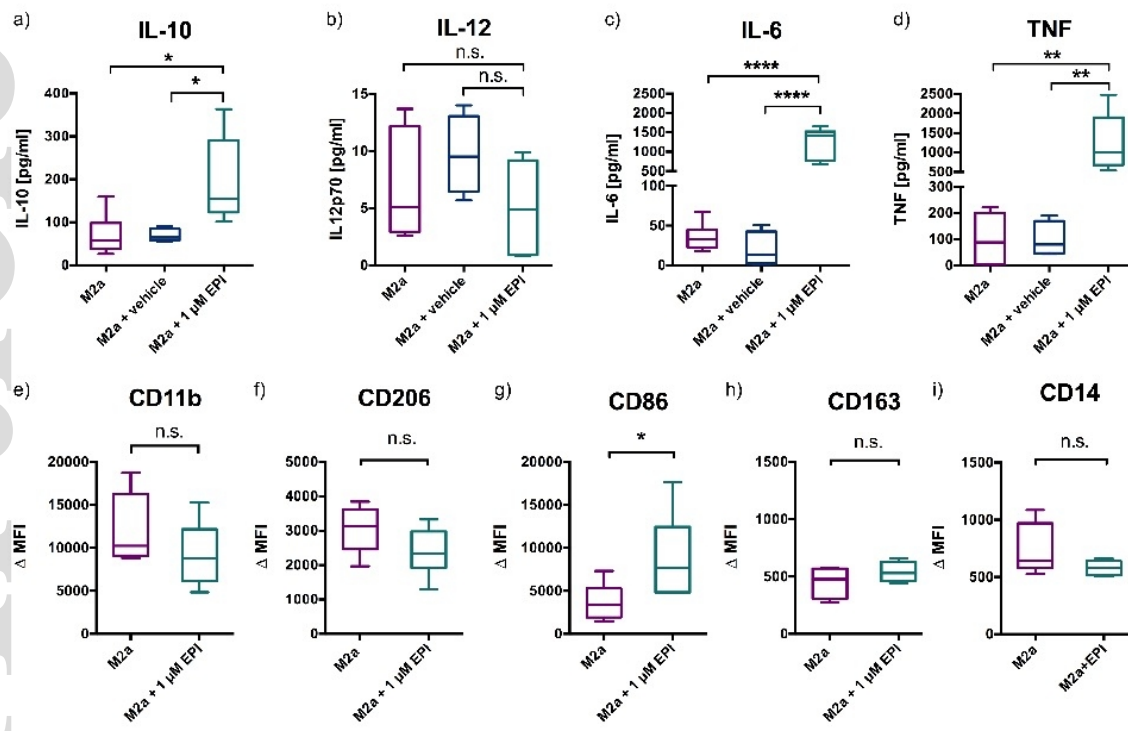 a) IL-10
*
*
IL-10 [pg/ml]
400
300
200
100
0
M2a
M2a + vehicle
M2a + 1 µM EPI
b) IL-12
n.s.
n.s.
IL12p70 [pg/ml]
15
10
5
0
M2a
M2a + vehicle
M2a + 1 µM EPI
c) IL-6
****
****
IL-6 [pg/ml]
2500
2000
1500
1000
500
100
50
0
M2a
M2a + vehicle
M2a + 1 µM EPI
d) TNF
**
**
TNF [pg/ml]
2500
2000
1500
1000
500
300
200
100
0
M2a
M2a + vehicle
M2a + 1 µM EPI
e) CD11b
n.s.
Δ MFI
20000
15000
10000
5000
0
M2a
M2a + 1 µM EPI
f) CD206
n.s.
Δ MFI
5000
4000
3000
2000
1000
0
M2a
M2a + 1 µM EPI
g) CD86
*
Δ MFI
20000
15000
10000
5000
0
M2a
M2a + 1 µM EPI
h) CD163
n.s.
Δ MFI
1500
1000
500
0
M2a
M2a + 1 µM EPI
i) CD14
n.s.
Δ MFI
1500
1000
500
0
M2a
M2a+EPI